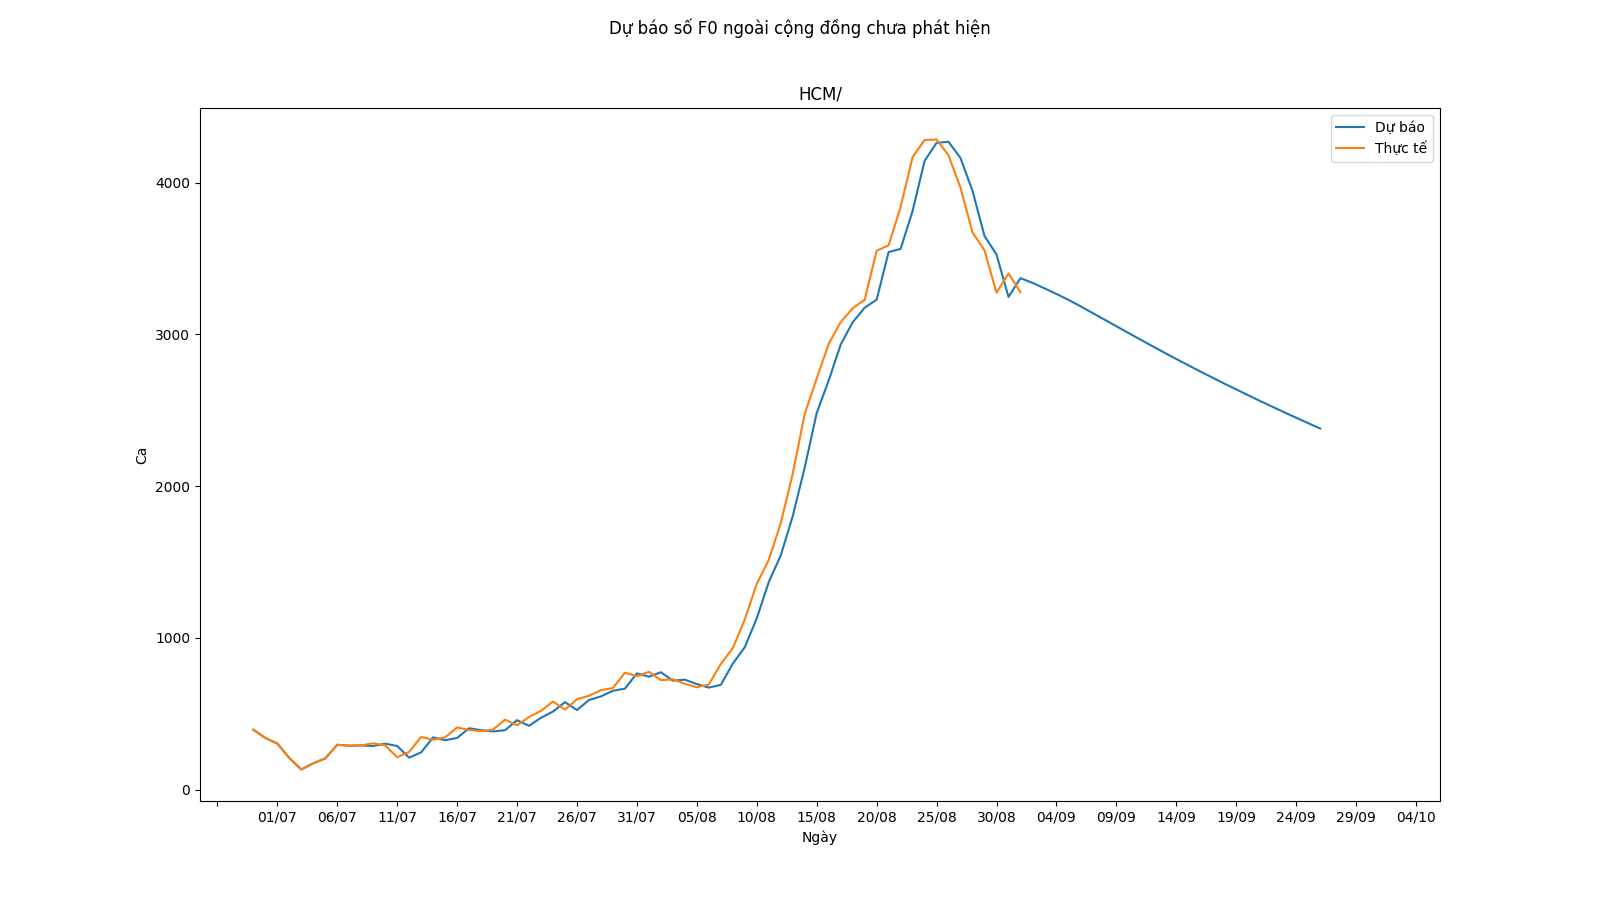 Dự báo số F0 ngoài cộng đồng chưa phát hiện
HCM/
Dự báo
Thực tế
4000
3000
2000
1000
0
Ca
01/07 06/07 11/07 16/07 21/07 26/07 31/07 05/08 10/08 15/08 20/08 25/08 30/08 04/09 09/09 14/09 19/09 24/09 29/09 04/10
Ngày